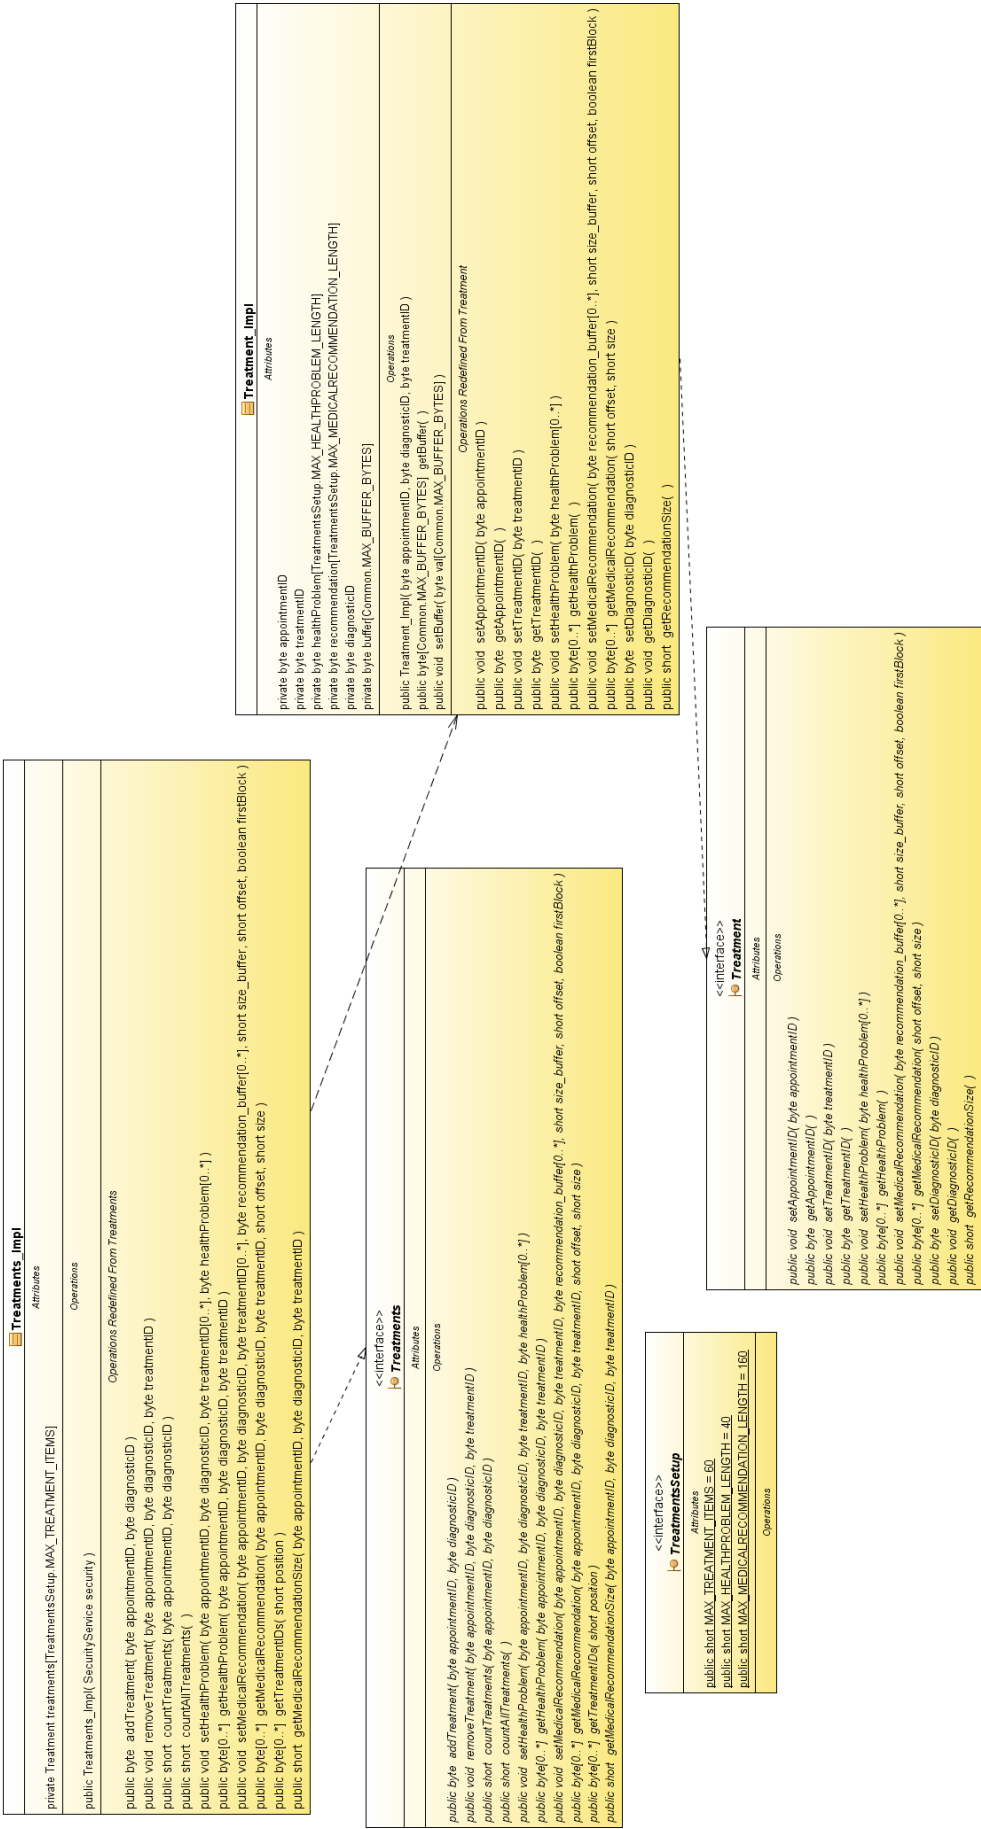 Treatments_Impl
Attributes
private Treatment treatments[TreatmentsSetup.MAX_TREATMENT_ITEMS]
Operations
public Treatments_Impl( SecurityService security )
Operations Redefined From Treatments
public byte addTreatment( byte appointmentID, byte diagnosticID )
public void removeTreatment( byte appointmentID, byte diagnosticID, byte treatmentID )
public short countTreatments( byte appointmentID, byte diagnosticID )
public short countAllTreatments( )
public void setHealthProblem( byte appointmentID, byte diagnosticID, byte treatmentID[0..*], byte healthProblem[0..*] )
public byte[0..*] getHealthProblem( byte appointmentID, byte diagnosticID, byte treatmentID )
public void setMedicalRecommendation( byte appointmentID, byte diagnosticID, byte treatmentID[0..*], byte recommendation_buffer[0..*], short size_buffer, short offset, boolean firstBlock )
public byte[0..*] getMedicalRecommendation( byte appointmentID, byte diagnosticID, byte treatmentID, short offset, short size )
public byte[0..*] getTreatmentIDs( short position )
public short getMedicalRecommendationSize( byte appointmentID, byte diagnosticID, byte treatmentID )
Treatment_Impl
Attributes
private byte appointmentID
private byte treatmentID
private byte healthProblem[TreatmentsSetup.MAX_HEALTHPROBLEM_LENGTH]
private byte recommendation[TreatmentsSetup.MAX_MEDICALRECOMMENDATION_LENGTH]
private byte diagnosticID
private byte buffer[Common.MAX_BUFFER_BYTES]
Operations
public Treatment_Impl( byte appointmentID, byte diagnosticID, byte treatmentID )
public byte[Common.MAX_BUFFER_BYTES] getBuffer( )
public void setBuffer( byte val[Common.MAX_BUFFER_BYTES] )
Operations Redefined From Treatment
public void setAppointmentID( byte appointmentID )
public byte getAppointmentID( )
public void setTreatmentID( byte treatmentID )
public byte getTreatmentID( )
public void setHealthProblem( byte healthProblem[0..*] )
public byte[0..*] getHealthProblem( )
public void setMedicalRecommendation( byte recommendation_buffer[0..*], short size_buffer, short offset, boolean firstBlock )
public byte[0..*] getMedicalRecommendation( short offset, short size )
public byte setDiagnosticID( byte diagnosticID )
public void getDiagnosticID( )
public short getRecommendationSize( )
<<interface>>
Treatments
Attributes
Operations
public byte addTreatment( byte appointmentID, byte diagnosticID )
public void removeTreatment( byte appointmentID, byte diagnosticID, byte treatmentID )
public short countTreatments( byte appointmentID, byte diagnosticID )
public short countAllTreatments( )
public void setHealthProblem( byte appointmentID, byte diagnosticID, byte treatmentID, byte healthProblem[0..*] )
public byte[0..*] getHealthProblem( byte appointmentID, byte diagnosticID, byte treatmentID )
public void setMedicalRecommendation( byte appointmentID, byte diagnosticID, byte treatmentID, byte recommendation_buffer[0..*], short size_buffer, short offset, boolean firstBlock )
public byte[0..*] getMedicalRecommendation( byte appointmentID, byte diagnosticID, byte treatmentID, short offset, short size )
public byte[0..*] getTreatmentIDs( short position )
public short getMedicalRecommendationSize( byte appointmentID, byte diagnosticID, byte treatmentID )
<<interface>>
TreatmentsSetup
Attributes
public short MAX_TREATMENT_ITEMS = 60
public short MAX_HEALTHPROBLEM_LENGTH = 40
public short MAX_MEDICALRECOMMENDATION_LENGTH = 160
Operations
<<interface>>
Treatment
Attributes
Operations
public void setAppointmentID( byte appointmentID )
public byte getAppointmentID( )
public void setTreatmentID( byte treatmentID )
public byte getTreatmentID( )
public void setHealthProblem( byte healthProblem[0..*] )
public byte[0..*] getHealthProblem( )
public void setMedicalRecommendation( byte recommendation_buffer[0..*], short size_buffer, short offset, boolean firstBlock )
public byte[0..*] getMedicalRecommendation( short offset, short size )
public byte setDiagnosticID( byte diagnosticID )
public void getDiagnosticID( )
public short getRecommendationSize( )